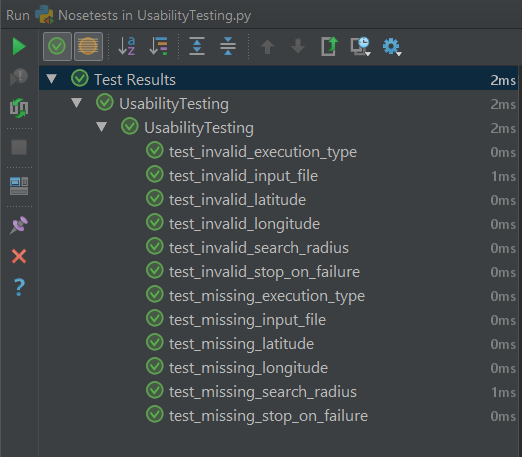 Run Nosetests in UsabilityTesting.py
Test Results 2ms
UsabilityTesting 2ms
UsabilityTesting 2ms
test_invalid_execution_type 0ms
test_invalid_input_file 1ms
test_invalid_latitude 0ms
test_invalid_longitude 0ms
test_invalid_search_radius 0ms
test_invalid_stop_on_failure 0ms
test_missing_execution_type 0ms
test_missing_input_file 0ms
test_missing_latitude 0ms
test_missing_longitude 0ms
test_missing_search_radius 1ms
test_missing_stop_on_failure 0ms